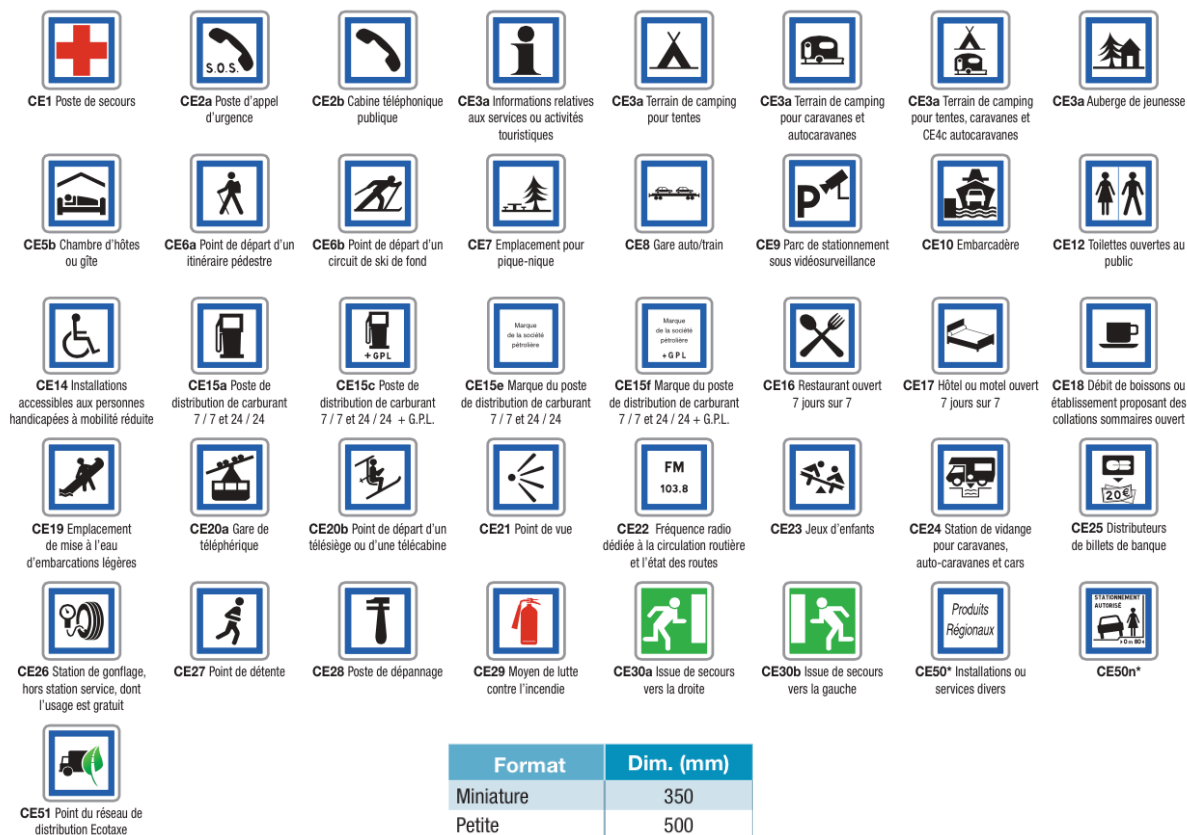 S.O.S.
CE1 Poste de secours
CE2a Poste d'appel
d'urgence
CE2b Cabine téléphonique
publique
CE3a Informations relatives
aux services ou activités
touristiques
CE3a Terrain de camping
pour tentes
CE3a Terrain de camping
pour caravanes et
autocaravanes
CE3a Terrain de camping
pour tentes, caravanes et
CE4c autocaravanes
CE3a Auberge de jeunesse
P
CE5b Chambre d'hôtes
ou gîte
CE6a Point de départ d'un
itinéraire pédestre
CE6b Point de départ d'un
circuit de ski de fond
CE7 Emplacement pour
pique-nique
CE8 Gare auto/train
CE9 Parc de stationnement
sous vidéosurveillance
CE10 Embarcadère
CE12 Toilettes ouvertes au
public
+GPL
Marque
de la société
pétrolière
Marque
de la société
pétrolière
+GPL
CE14 Installations
accessibles aux personnes
handicapées à mobilité réduite
CE15a Poste de
distribution de carburant
7 / 7 et 24 / 24
CE15c Poste de
distribution de carburant
7 / 7 et 24 / 24 + G.P.L.
CE15e Marque du poste
de distribution de carburant
7 / 7 et 24 / 24
CE15f Marque du poste
de distribution de carburant
7 / 7 et 24 / 24 + G.P.L.
CE16 Restaurant ouvert
7 jours sur 7
CE17 Hôtel ou motel ouvert
7 jours sur 7
CE18 Débit de boissons ou
établissement proposant des
collations sommaires ouvert
FM
103.8
20€
CE19 Emplacement
de mise à l'eau
d'embarcations légères
CE20a Gare de
téléphérique
CE20b Point de départ d'un
télésiège ou d'une télécabine
CE21 Point de vue
CE22 Fréquence radio
dédiée à la circulation routière
et l'état des routes
CE23 Jeux d'enfants
CE24 Station de vidange
pour caravanes,
auto-caravanes et cars
CE25 Distributeurs
de billets de banque
Produits
Régionaux
STATIONNEMENT
AUTORISÉ
0m80
CE26 Station de gonflage,
hors station service, dont
l'usage est gratuit
CE27 Point de détente
CE28 Poste de dépannage
CE29 Moyen de lutte
contre l'incendie
CE30a Issue de secours
vers la droite
CE30b Issue de secours
vers la gauche
CE50* Installations ou
services divers
CE50n*
CE51 Point du réseau de
distribution Ecotaxe
Format Dim. (mm)
Miniature 350
Petite 500